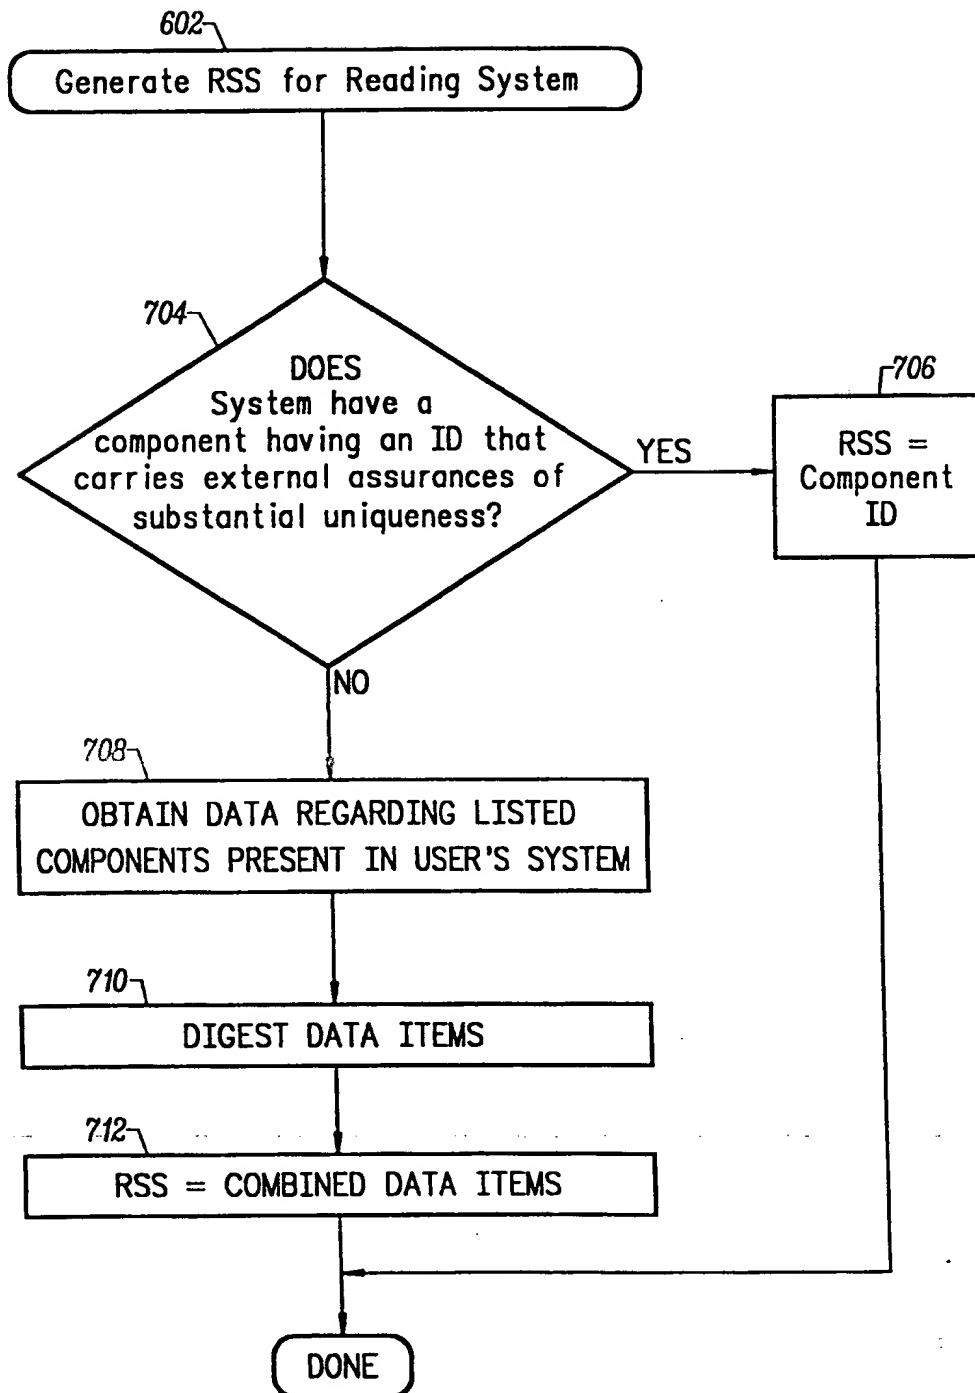 602
Generate RSS for Reading System
704
DOES
System have a
component having an ID that
carries external assurances of
substantial uniqueness?
YES
706
RSS =
Component
ID
NO
708
OBTAIN DATA REGARDING LISTED
COMPONENTS PRESENT IN USER'S SYSTEM
710
DIGEST DATA ITEMS
712
RSS = COMBINED DATA ITEMS
DONE